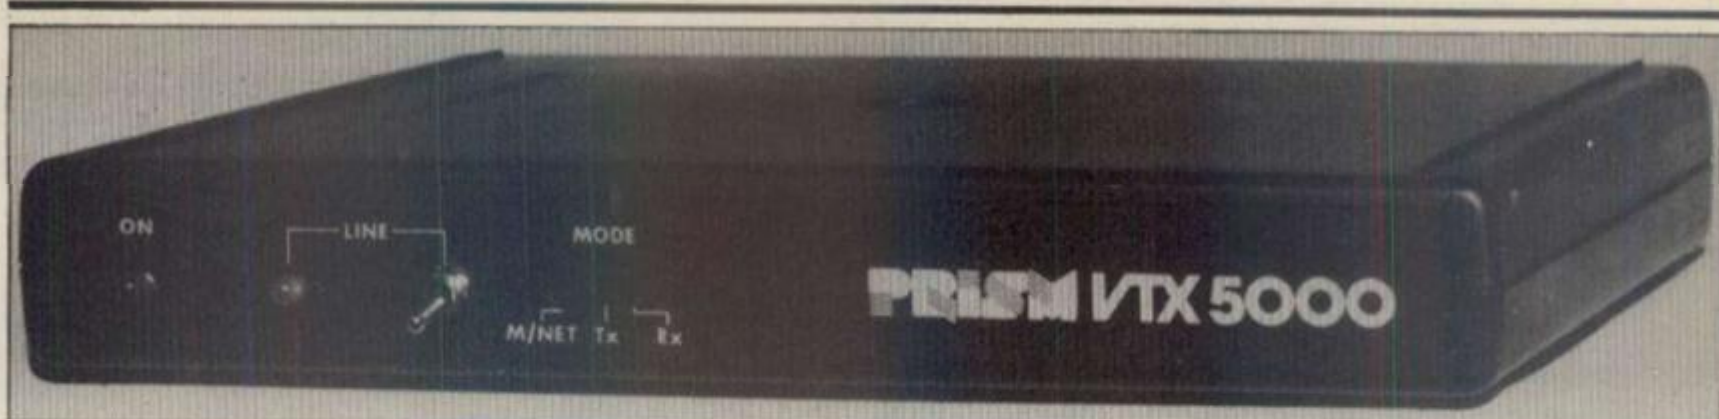 ON
LINE
MODE
M/NET Tx Rx
PRISM VTX 5000